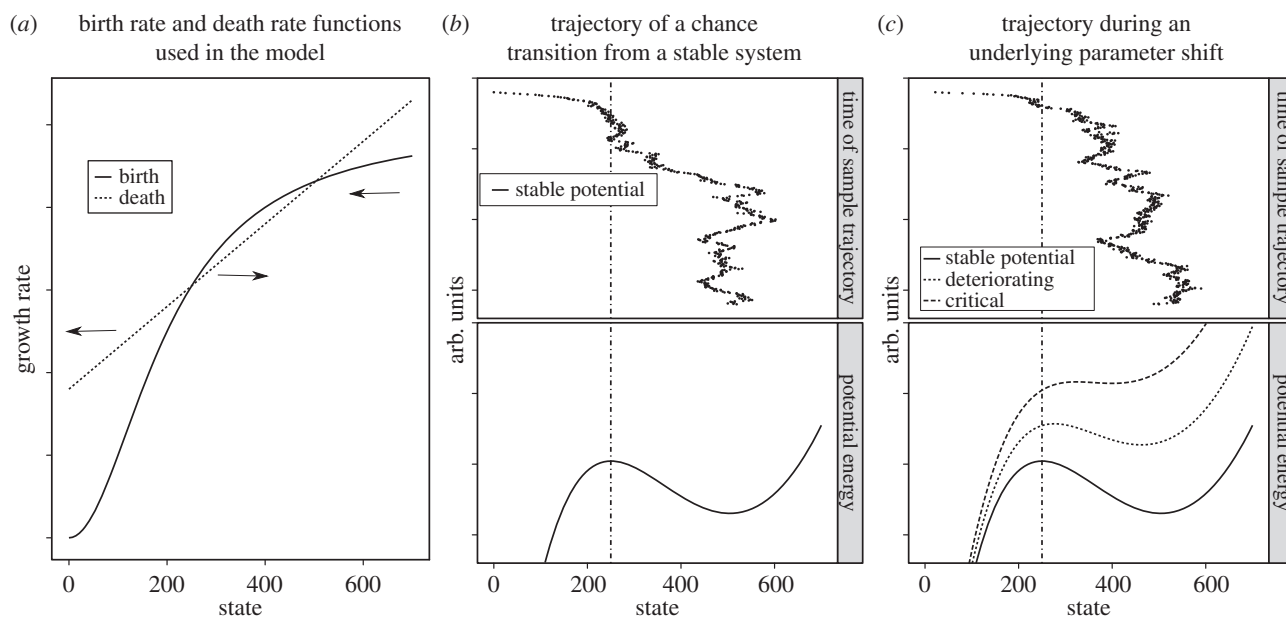 (a) birth rate and death rate functions
used in the model
growth rate
birth
death
0 200 400 600
state
(b) trajectory of a chance
transition from a stable system
time of sample trajectory
stable potential
arb. units
potential energy
0 200 400 600
state
(c) trajectory during an
underlying parameter shift
time of sample trajectory
stable potential
deteriorating
critical
arb. units
potential energy
0 200 400 600
state